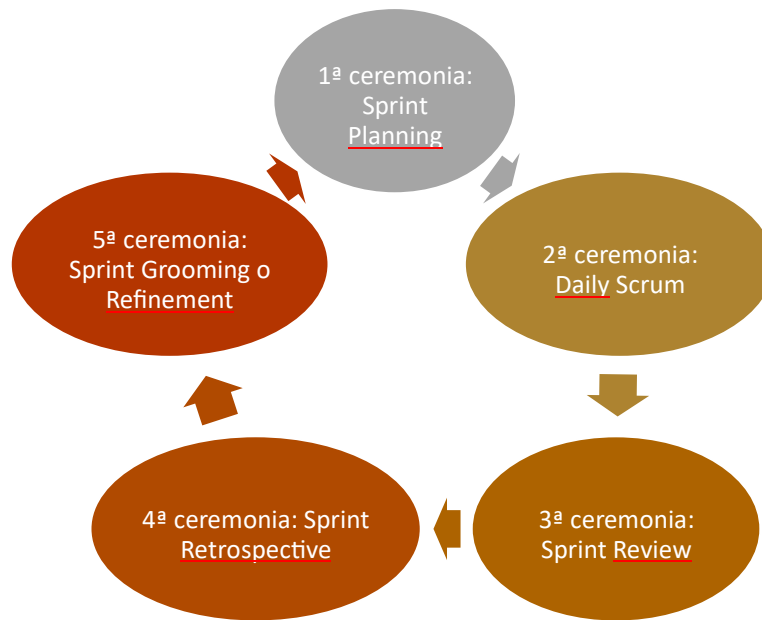 1ª ceremonia:
Sprint
Planning
2ª ceremonia:
Daily Scrum
3ª ceremonia:
Sprint Review
4ª ceremonia: Sprint
Retrospective
5ª ceremonia:
Sprint Grooming o
Refinement